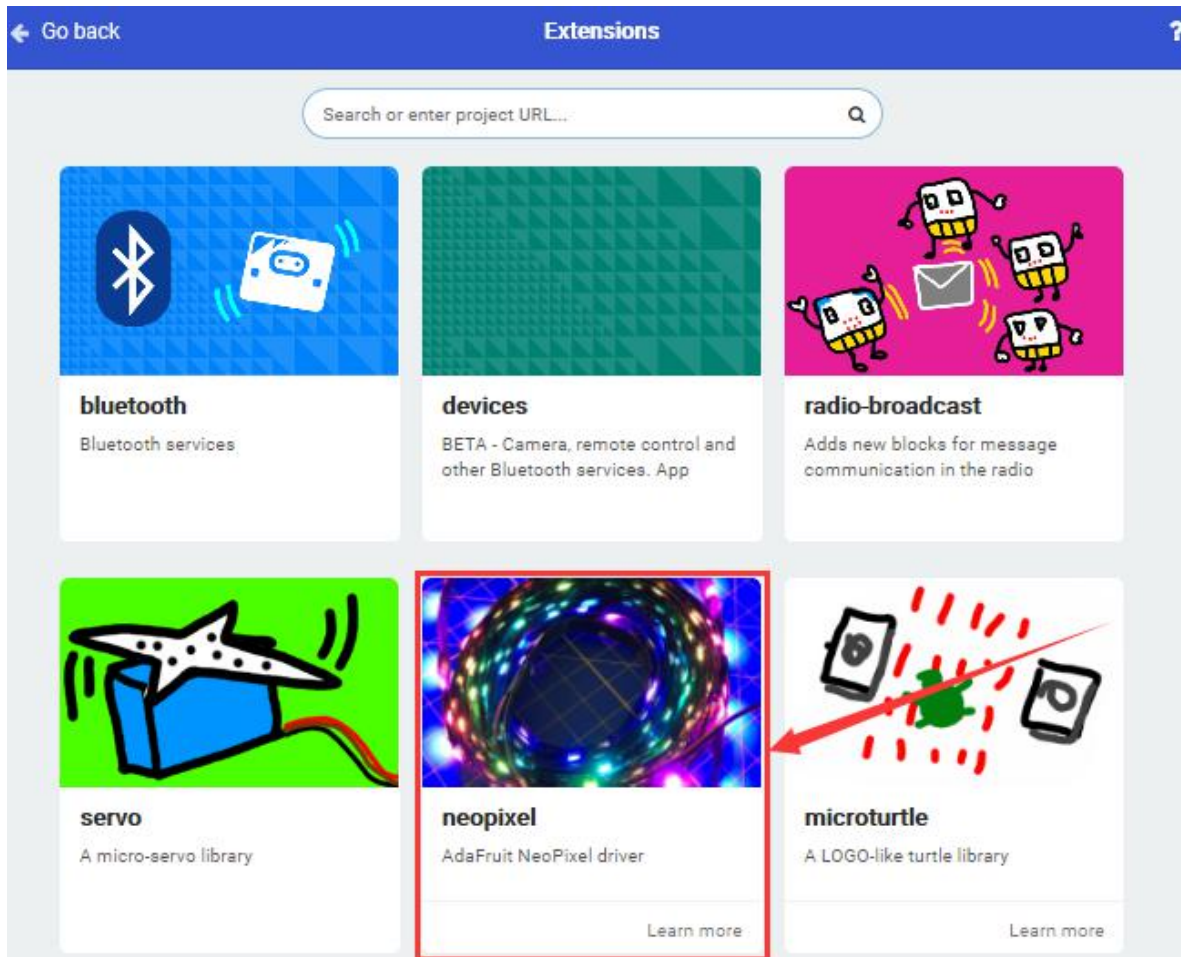 Go back
Extensions
?
Search or enter project URL...
bluetooth
Bluetooth services
devices
BETA - Camera, remote control and
other Bluetooth services. App
radio-broadcast
Adds new blocks for message
communication in the radio
servo
A micro-servo library
neopixel
AdaFruit NeoPixel driver
Learn more
microturtle
A LOGO-like turtle library
Learn more